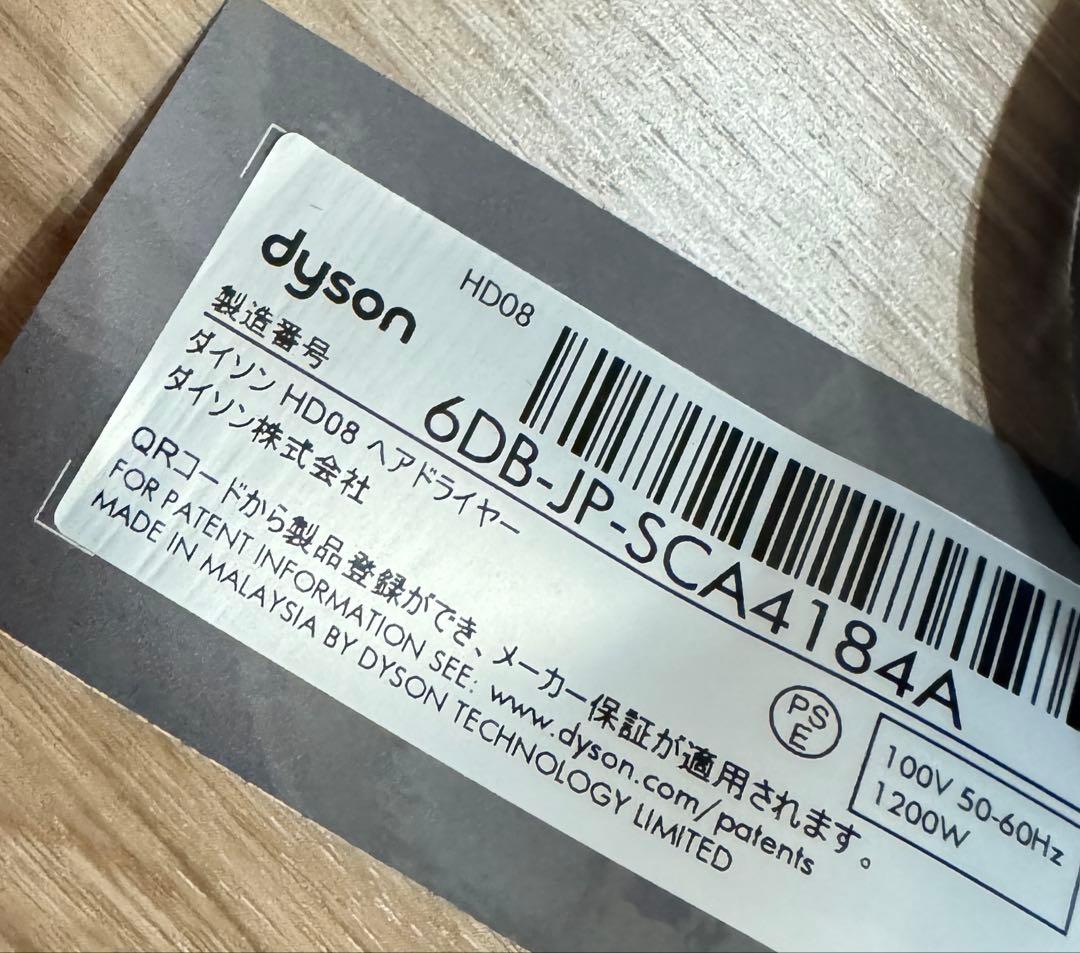 dyson
HD08
製造番号
6DB-JP-SCA4184A
ダイソン HD08 ヘアドライヤー
ダイソン株式会社
QRコードから製品登録ができ、メーカー保証が適用されます。
FOR PATENT INFORMATION SEE: www.dyson.com/patents
MADE IN MALAYSIA BY DYSON TECHNOLOGY LIMITED
PS
E
100V 50-60Hz
1200W